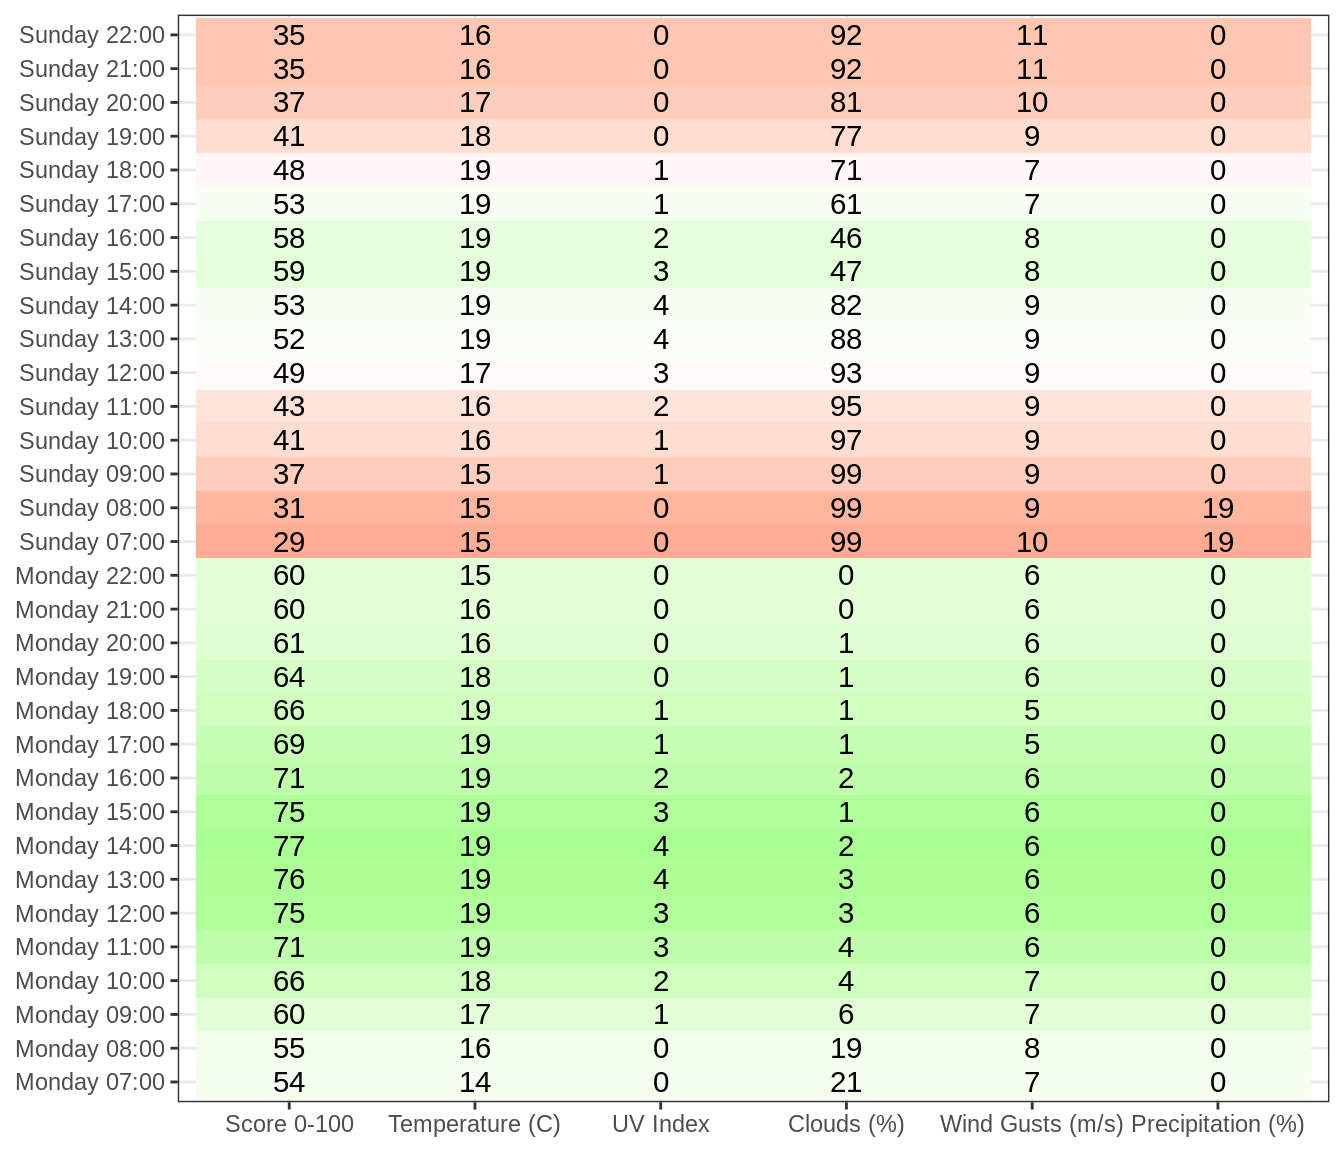 Sunday 22:00 35 16 0 92 11 0
Sunday 21:00 35 16 0 92 11 0
Sunday 20:00 37 17 0 81 10 0
Sunday 19:00 41 18 0 77 9 0
Sunday 18:00 48 19 1 71 7 0
Sunday 17:00 53 19 1 61 7 0
Sunday 16:00 58 19 2 46 8 0
Sunday 15:00 59 19 3 47 8 0
Sunday 14:00 53 19 4 82 9 0
Sunday 13:00 52 19 4 88 9 0
Sunday 12:00 49 17 3 93 9 0
Sunday 11:00 43 16 2 95 9 0
Sunday 10:00 41 16 1 97 9 0
Sunday 09:00 37 15 1 99 9 0
Sunday 08:00 31 15 0 99 9 19
Sunday 07:00 29 15 0 99 10 19
Monday 22:00 60 15 0 0 6 0
Monday 21:00 60 16 0 0 6 0
Monday 20:00 61 16 0 1 6 0
Monday 19:00 64 18 0 1 6 0
Monday 18:00 66 19 1 1 5 0
Monday 17:00 69 19 1 1 5 0
Monday 16:00 71 19 2 2 6 0
Monday 15:00 75 19 3 1 6 0
Monday 14:00 77 19 4 2 6 0
Monday 13:00 76 19 4 3 6 0
Monday 12:00 75 19 3 3 6 0
Monday 11:00 71 19 3 4 6 0
Monday 10:00 66 18 2 4 7 0
Monday 09:00 60 17 1 6 7 0
Monday 08:00 55 16 0 19 8 0
Monday 07:00 54 14 0 21 7 0
Score 0-100 Temperature (C) UV Index Clouds (%) Wind Gusts (m/s) Precipitation (%)